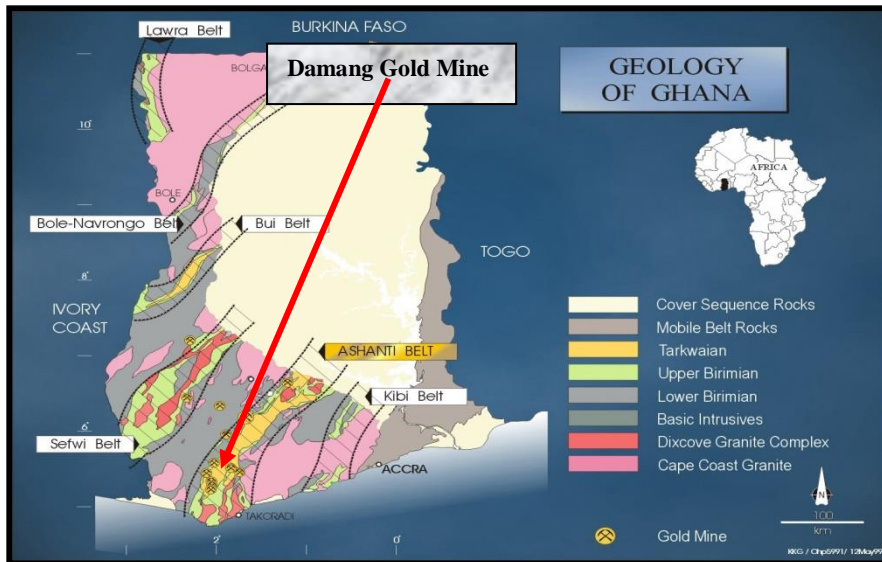 Lawra Belt
BURKINA FASO
BOLGA
Damang Gold Mine
GEOLOGY
OF GHANA
10°
AFRICA
BOLE
Bole-Navrongo Belt
Bui Belt
TOGO
8°
IVORY
COAST
Cover Sequence Rocks
Mobile Belt Rocks
Tarkwaian
Upper Birimian
Lower Birimian
Basic Intrusives
Dixcove Granite Complex
Cape Coast Granite
ASHANTI BELT
Kibi Belt
6°
Sefwi Belt
ACCRA
TAKORADI
N
100
km
2°
0°
Gold Mine
KKG / Chp5991/ 12May99